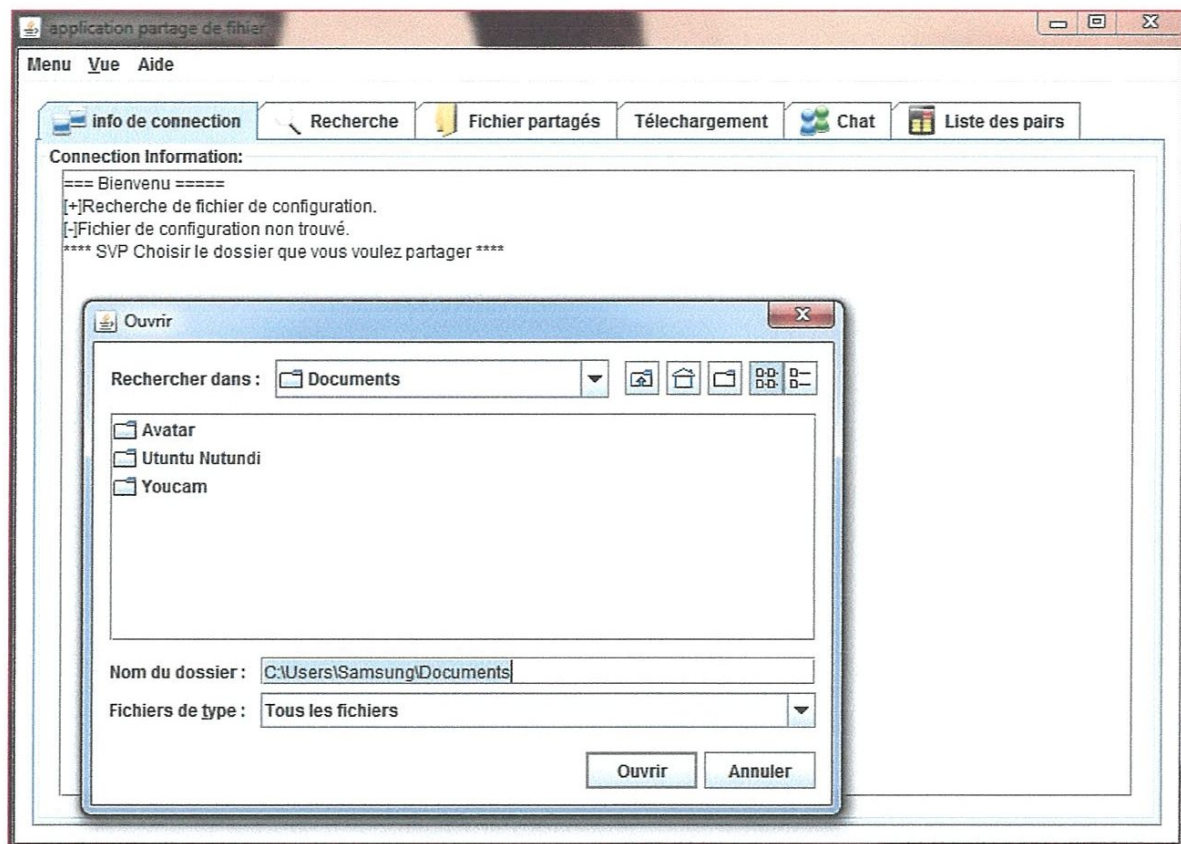 application partage de fihier
Menu Vue Aide
info de connection Recherche Fichier partagés Télechargement Chat Liste des pairs
Connection Information:
=== Bienvenu =====
[+]Recherche de fichier de configuration.
[-]Fichier de configuration non trouvé.
**** SVP Choisir le dossier que vous voulez partager ****
Ouvrir
Rechercher dans : Documents
Avatar
Ututu Nutundi
Youcam
Nom du dossier : C:\Users\Samsung\Documents
Fichiers de type : Tous les fichiers
Ouvrir Annuler